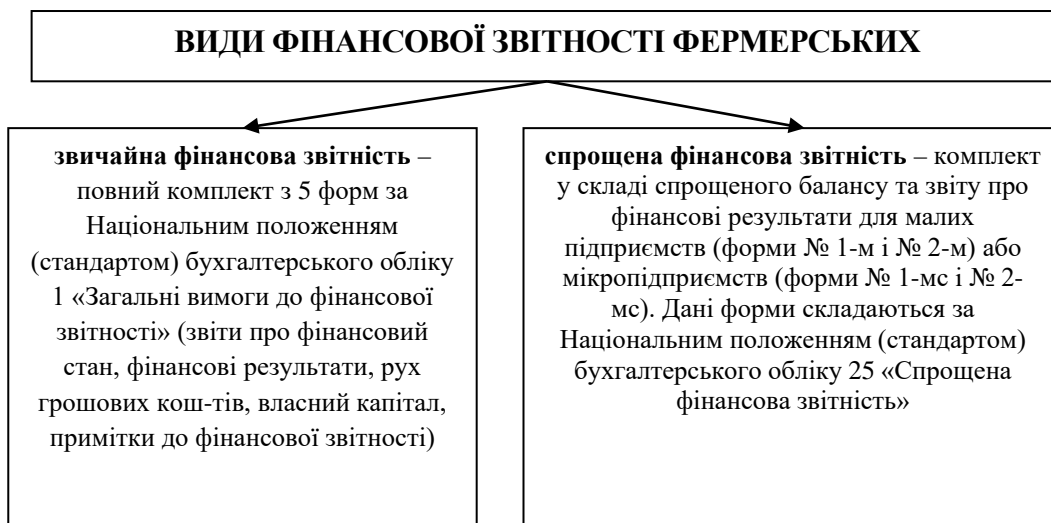 ВИДИ ФІНАНСОВОЇ ЗВІТНОСТІ ФЕРМЕРСЬКИХ
звичайна фінансова звітність –
повний комплект з 5 форм за
Національним положенням
(стандартом) бухгалтерського обліку
1 «Загальні вимоги до фінансової
звітності» (звіти про фінансовий
стан, фінансові результати, рух
грошових кош-тів, власний капітал,
примітки до фінансової звітності)
спрощена фінансова звітність – комплект
у складі спрощеного балансу та звіту про
фінансові результати для малих
підприємств (форми № 1-м і № 2-м) або
мікропідприємств (форми № 1-мс і № 2-
мс). Дані форми складаються за
Національним положенням (стандартом)
бухгалтерського обліку 25 «Спрощена
фінансова звітність»